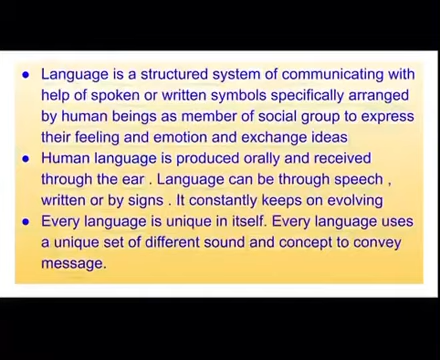 ● Language is a structured system of communicating with
help of spoken or written symbols specifically arranged
by human beings as member of social group to express
their feeling and emotion and exchange ideas
● Human language is produced orally and received
through the ear . Language can be through speech ,
written or by signs . It constantly keeps on evolving
● Every language is unique in itself. Every language uses
a unique set of different sound and concept to convey
message.